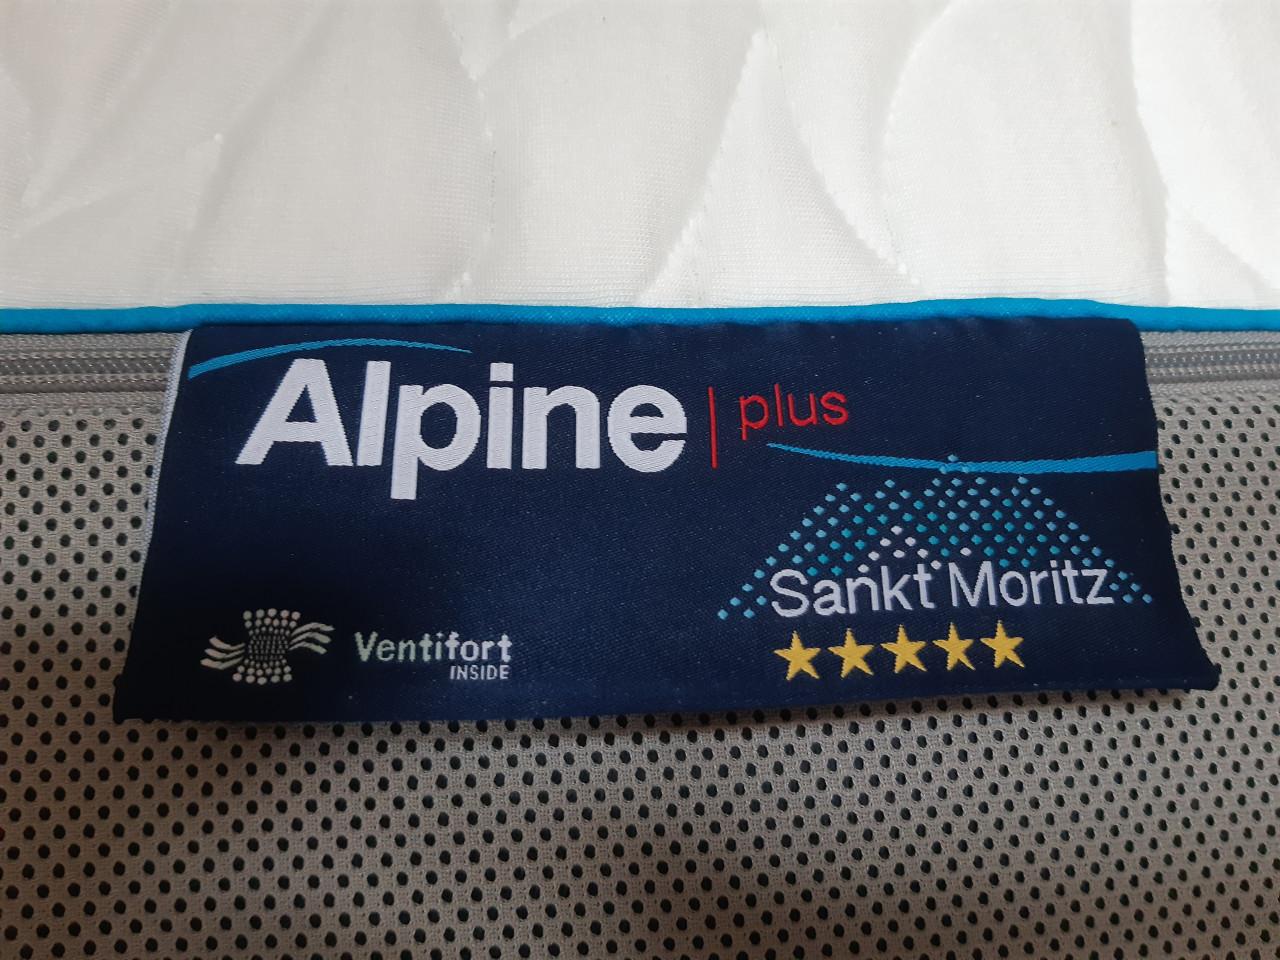 Alpine | plus
Sankt Moritz
Ventifort
INSIDE